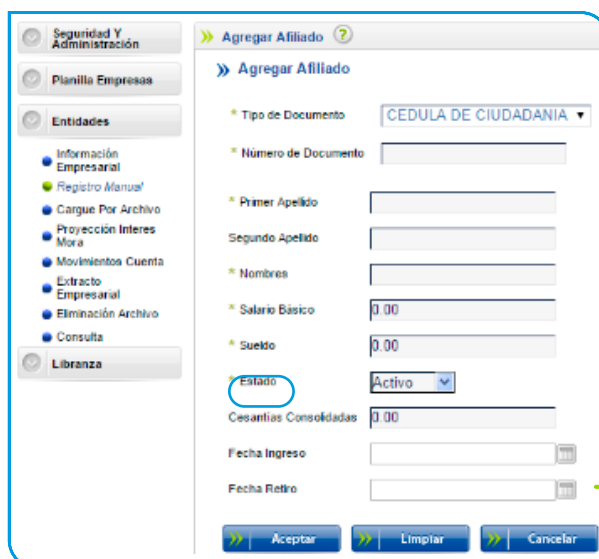 Seguridad Y
Administración
Planilla Empresas
Entidades
Información
Empresarial
Registro Manual
Cargue Por Archivo
Proyección Interes
Mora
Movimientos Cuenta
Extracto
Empresarial
Eliminación Archivo
Consulta
Libranza
Agregar Afiliado ?
Agregar Afiliado
* Tipo de Documento CEDULA DE CIUDADANIA
* Número de Documento
* Primer Apellido
Segundo Apellido
* Nombres
* Salario Básico 0.00
* Sueldo 0.00
* Estado Activo
Cesantías Consolidadas 0.00
Fecha Ingreso
Fecha Retiro
Aceptar Limpiar Cancelar